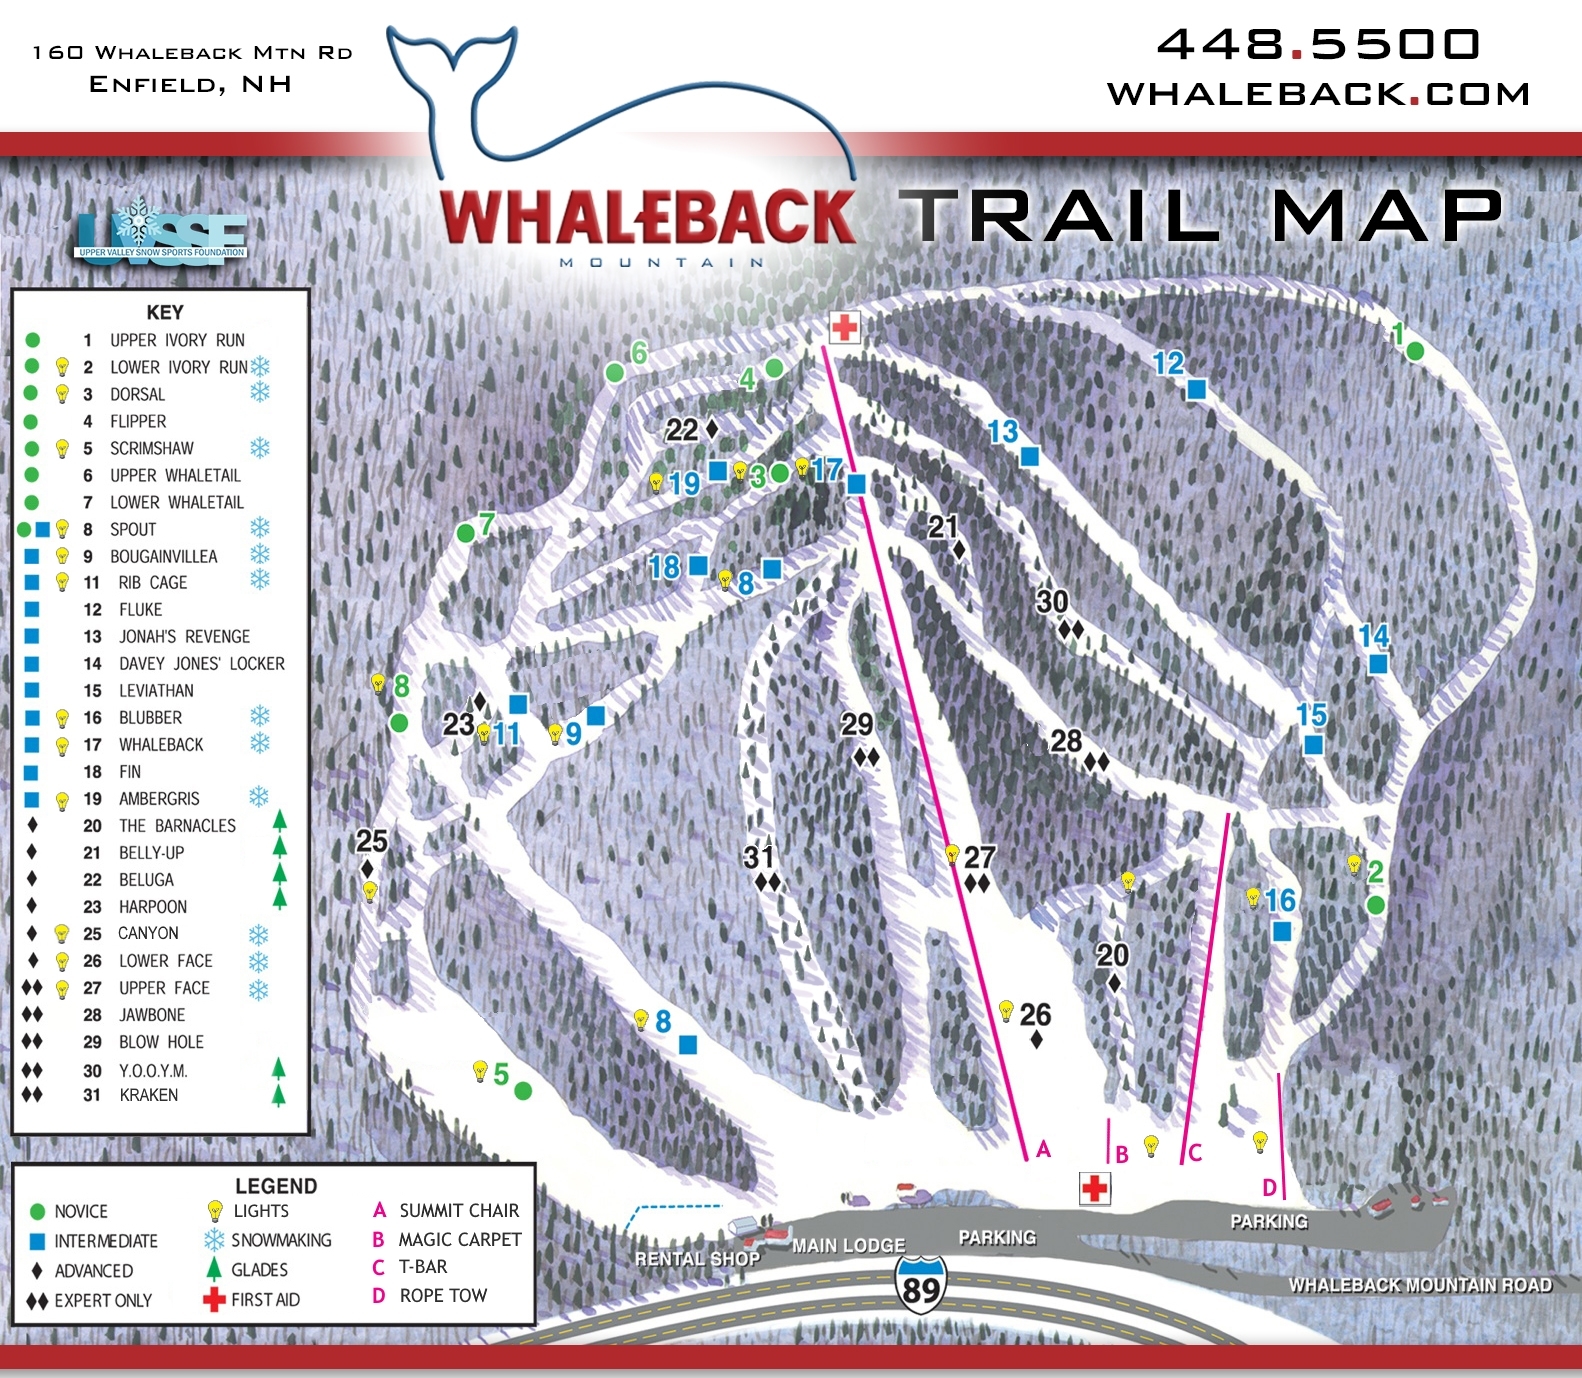 160 WHALEBACK MTN RD
ENFIELD, NH
448.5500
WHALEBACK.COM
WHALEBACK
MOUNTAIN
TRAIL MAP
UVSSF
UPPER VALLEY SNOW SPORTS FOUNDATION
KEY
1 UPPER IVORY RUN
2 LOWER IVORY RUN
3 DORSAL
4 FLIPPER
5 SCRIMSHAW
6 UPPER WHALETAIL
7 LOWER WHALETAIL
8 SPOUT
9 BOUGAINVILLEA
11 RIB CAGE
12 FLUKE
13 JONAH'S REVENGE
14 DAVEY JONES' LOCKER
15 LEVIATHAN
16 BLUBBER
17 WHALEBACK
18 FIN
19 AMBERGRIS
20 THE BARNACLES
21 BELLY-UP
22 BELUGA
23 HARPOON
25 CANYON
26 LOWER FACE
27 UPPER FACE
28 JAWBONE
29 BLOW HOLE
30 Y.O.O.Y.M.
31 KRAKEN
1
6
4
12
22
13
19
3
17
7
21
18
8
30
14
8
23
11
9
29
28
15
25
31
27
2
16
20
8
26
5
A
B
C
D
LEGEND
NOVICE
INTERMEDIATE
ADVANCED
EXPERT ONLY
LIGHTS
SNOWMAKING
GLADES
FIRST AID
A SUMMIT CHAIR
B MAGIC CARPET
C T-BAR
D ROPE TOW
RENTAL SHOP
MAIN LODGE
PARKING
PARKING
89
WHALEBACK MOUNTAIN ROAD